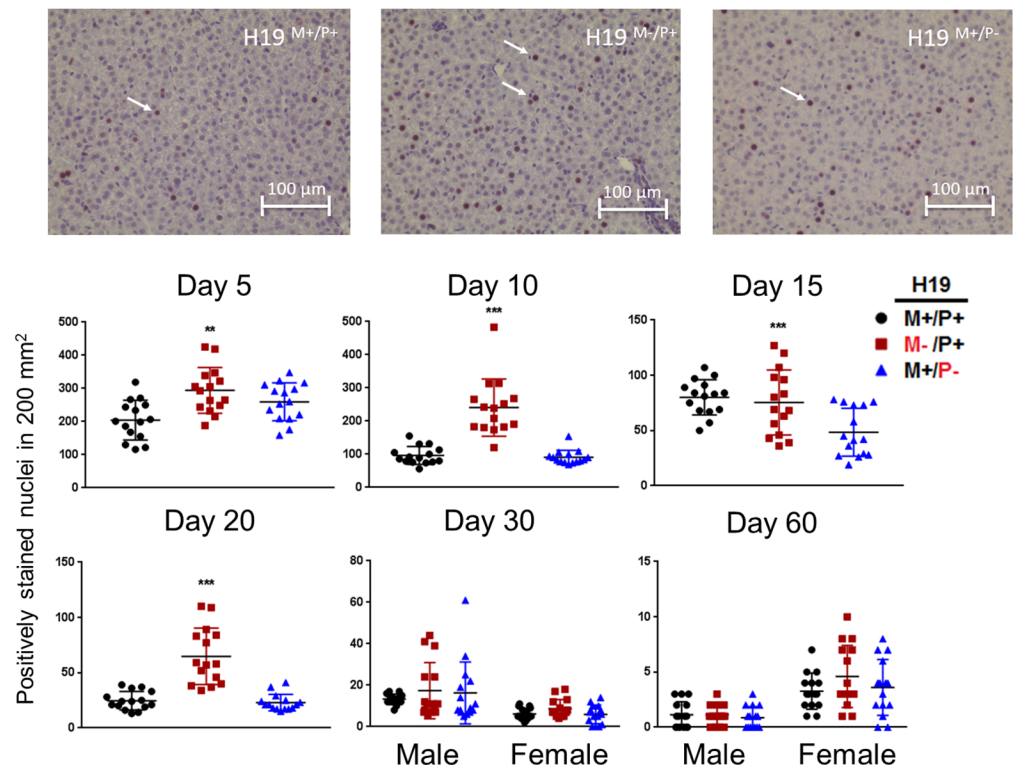 H19 M+/P+
H19 M-/P+
H19 M+/P-
100 µm
100 µm
100 µm
Positively stained nuclei in 200 mm²
Day 5
500
400
300
200
100
0
**
Day 10
500
400
300
200
100
0
***
Day 15
150
100
50
0
***
H19
M+/P+
M- /P+
M+/P-
Day 20
150
100
50
0
***
Day 30
80
60
40
20
0
Male
Female
Day 60
15
10
5
0
Male
Female